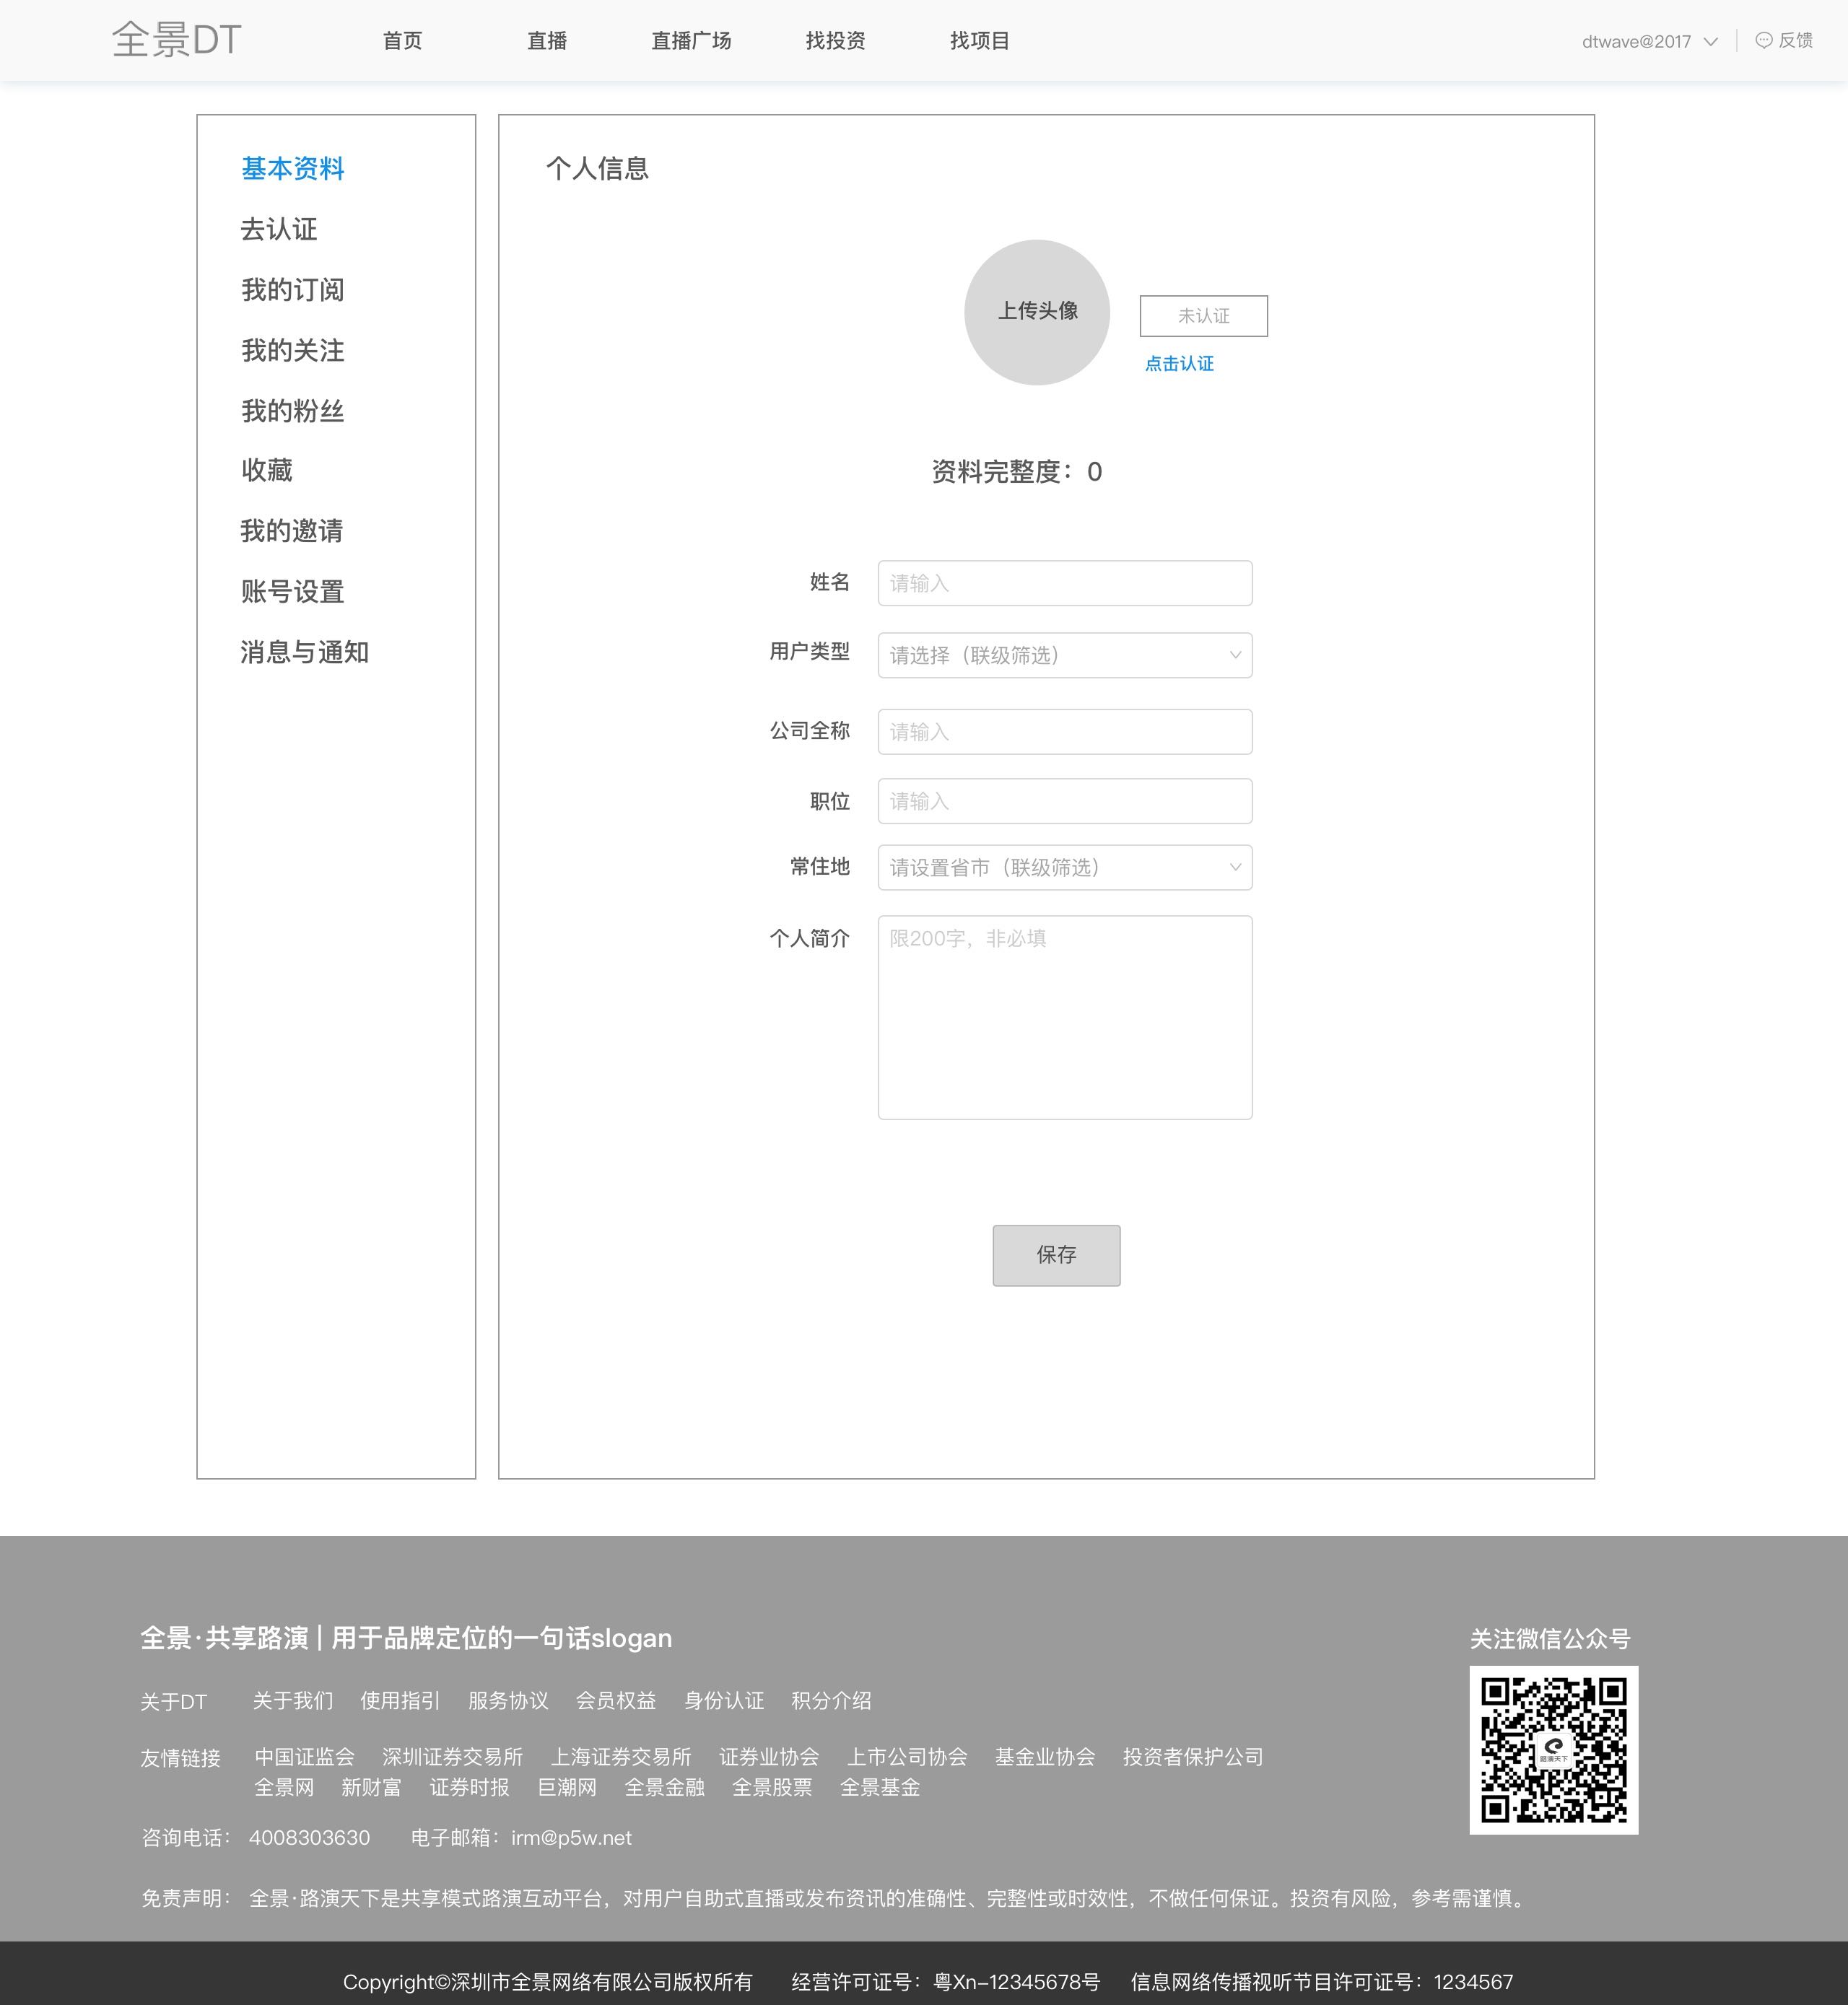 全景DT 首页 直播 直播广场 找投资 找项目 dtwave@2017 反馈
基本资料
去认证
我的订阅
我的关注
我的粉丝
收藏
我的邀请
账号设置
消息与通知
个人信息
上传头像
未认证
点击认证
资料完整度：0
姓名 请输入
用户类型 请选择（联级筛选）
公司全称 请输入
职位 请输入
常住地 请设置省市（联级筛选）
个人简介 限200字，非必填
保存
全景·共享路演 | 用于品牌定位的一句话slogan
关于DT 关于我们 使用指引 服务协议 会员权益 身份认证 积分介绍
友情链接 中国证监会 深圳证券交易所 上海证券交易所 证券业协会 上市公司协会 基金业协会 投资者保护公司
全景网 新财富 证券时报 巨潮网 全景金融 全景股票 全景基金
咨询电话： 4008303630 电子邮箱：irm@p5w.net
免责声明： 全景·路演天下是共享模式路演互动平台，对用户自助式直播或发布资讯的准确性、完整性或时效性，不做任何保证。投资有风险，参考需谨慎。
关注微信公众号
路演天下
Copyright©深圳市全景网络有限公司版权所有 经营许可证号：粤Xn-12345678号 信息网络传播视听节目许可证号：1234567